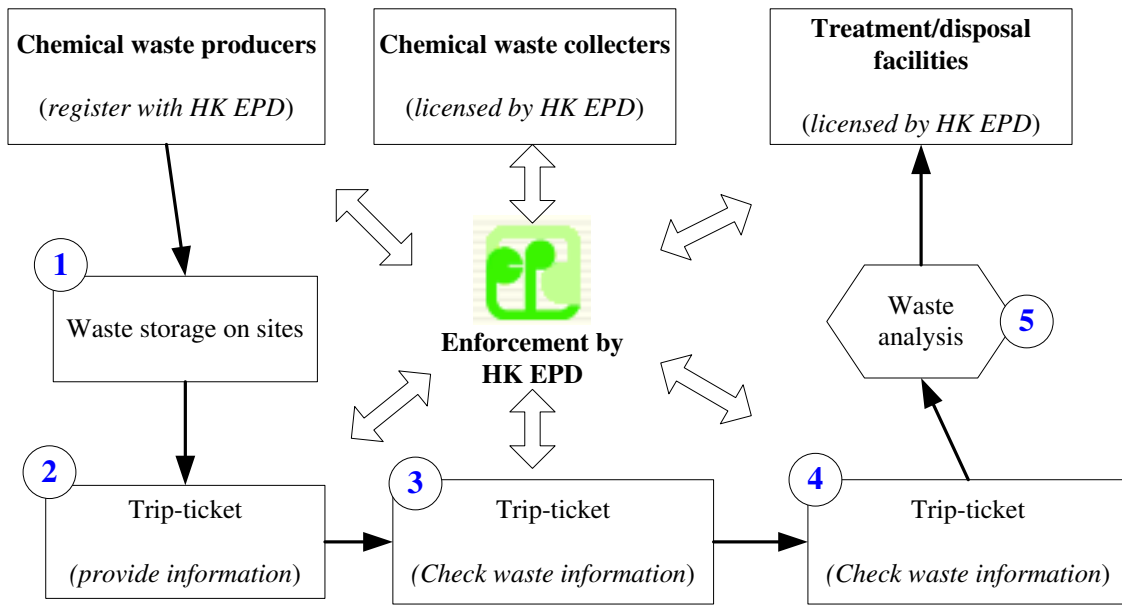 Chemical waste producers
(register with HK EPD)
Chemical waste collecters
(licensed by HK EPD)
Treatment/disposal
facilities
(licensed by HK EPD)
1
Waste storage on sites
Enforcement by
HK EPD
Waste
analysis
5
2
Trip-ticket
(provide information)
3
Trip-ticket
(Check waste information)
4
Trip-ticket
(Check waste information)